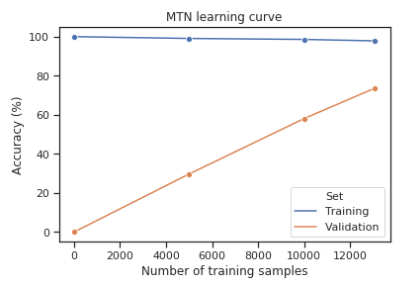 MTN learning curve
Accuracy (%)
100
80
60
40
20
0
0 2000 4000 6000 8000 10000 12000
Number of training samples
Set
Training
Validation